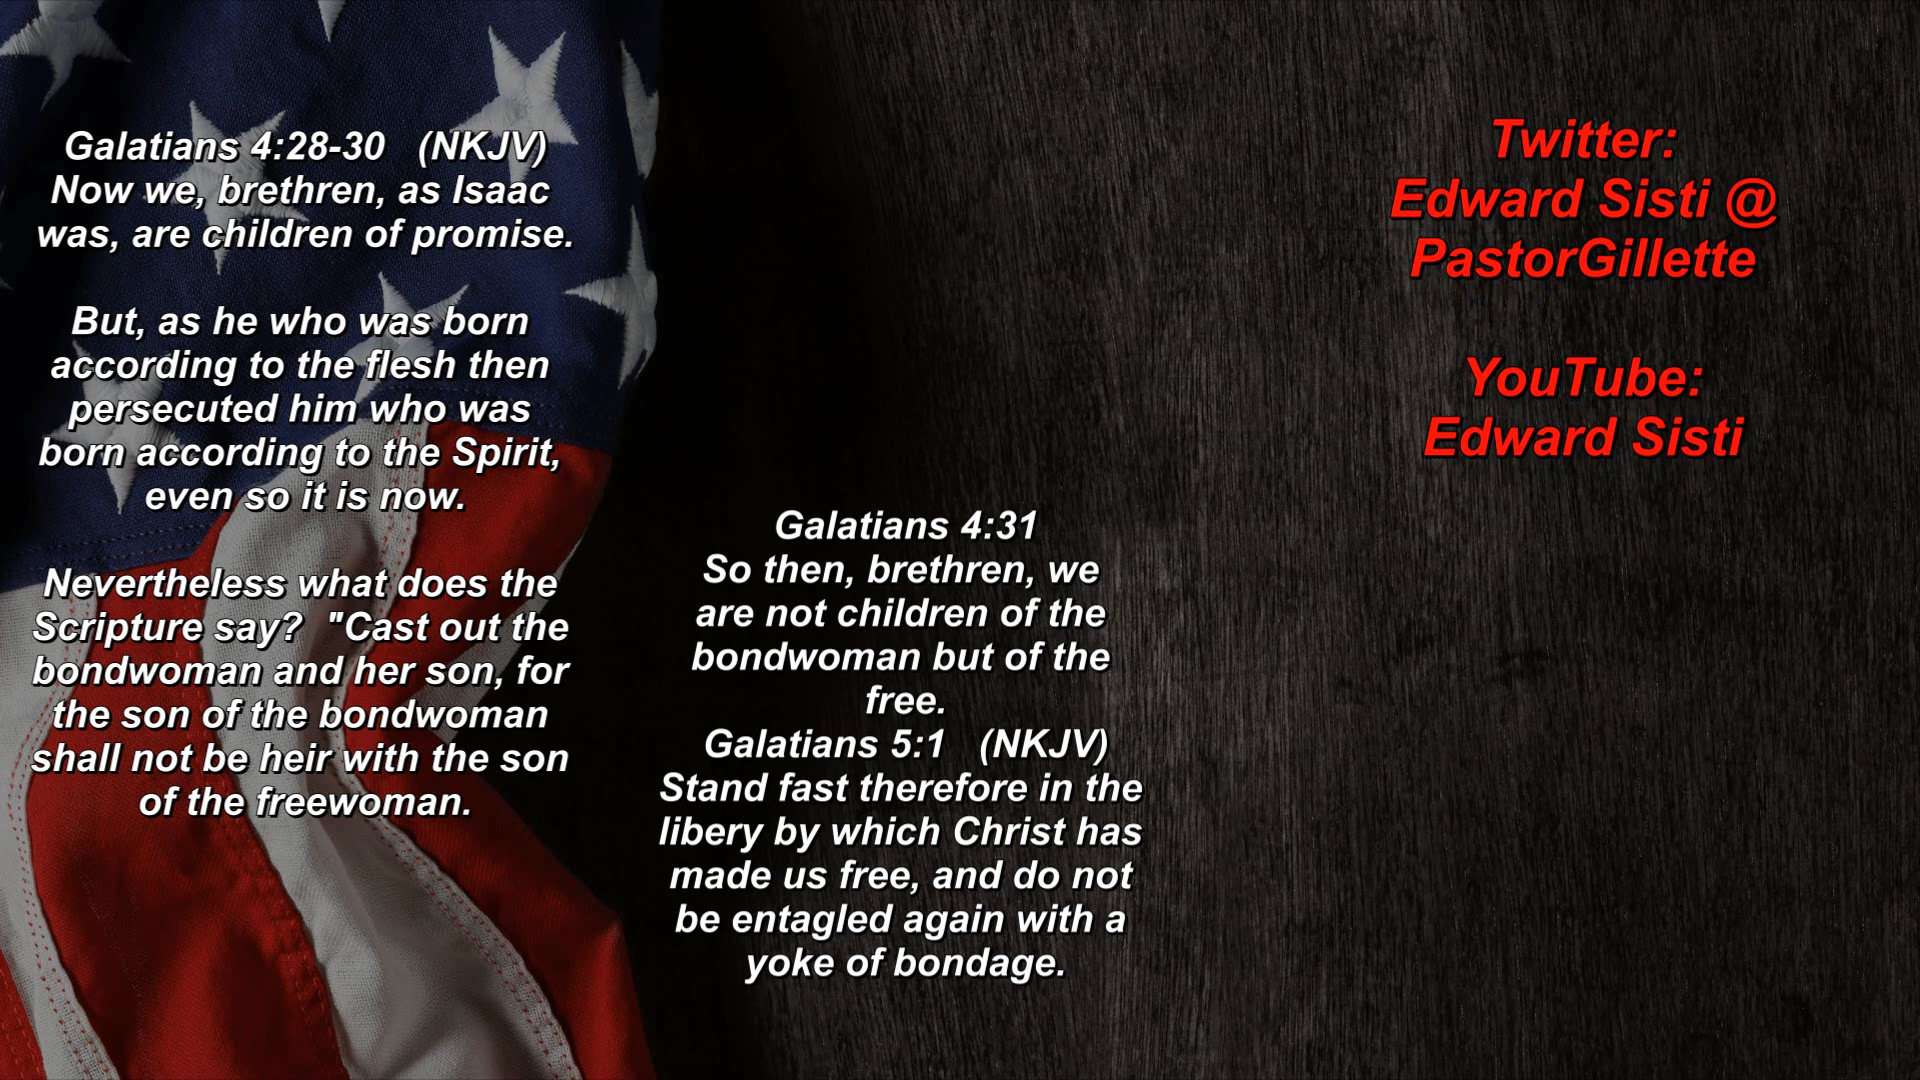 Galatians 4:28-30 (NKJV)
Now we, brethren, as Isaac
was, are children of promise.
But, as he who was born
according to the flesh then
persecuted him who was
born according to the Spirit,
even so it is now.
Nevertheless what does the
Scripture say? "Cast out the
bondwoman and her son, for
the son of the bondwoman
shall not be heir with the son
of the freewoman.
Galatians 4:31
So then, brethren, we
are not children of the
bondwoman but of the
free.
Galatians 5:1 (NKJV)
Stand fast therefore in the
libery by which Christ has
made us free, and do not
be entagled again with a
yoke of bondage.
Twitter:
Edward Sisti @
PastorGillette
YouTube:
Edward Sisti